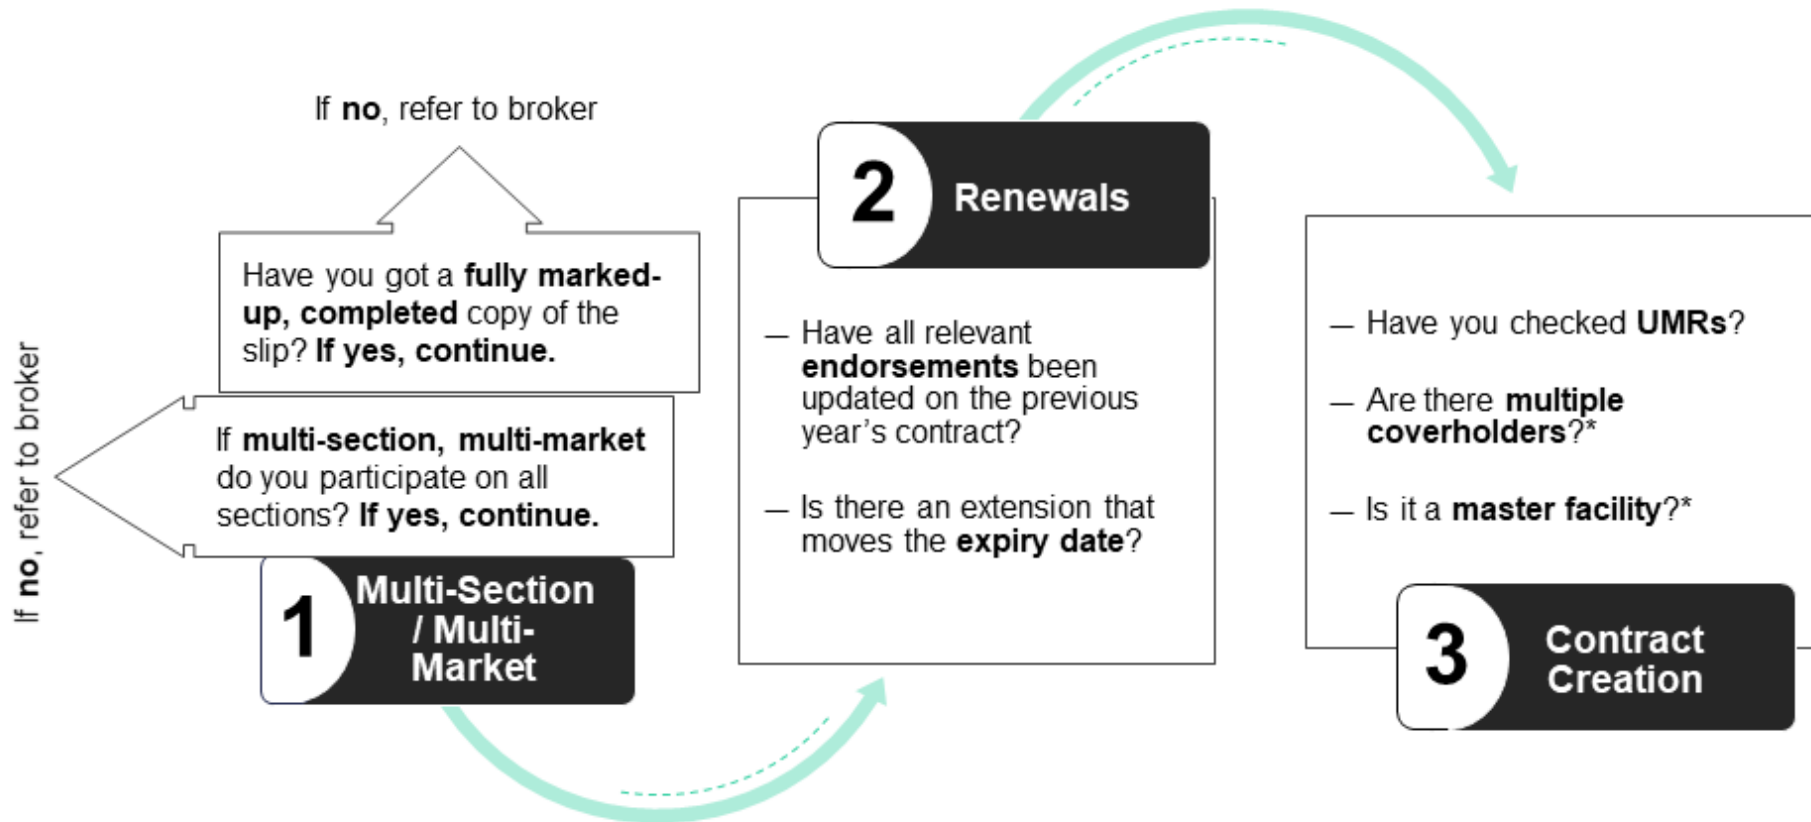 If no, refer to broker
Have you got a fully marked-
up, completed copy of the
slip? If yes, continue.
If no, refer to broker
If multi-section, multi-market
do you participate on all
sections? If yes, continue.
1
Multi-Section
/ Multi-
Market
2
Renewals
— Have all relevant
endorsements been
updated on the previous
year’s contract?
— Is there an extension that
moves the expiry date?
— Have you checked UMRs?
— Are there multiple
coverholders?*
— Is it a master facility?*
3
Contract
Creation